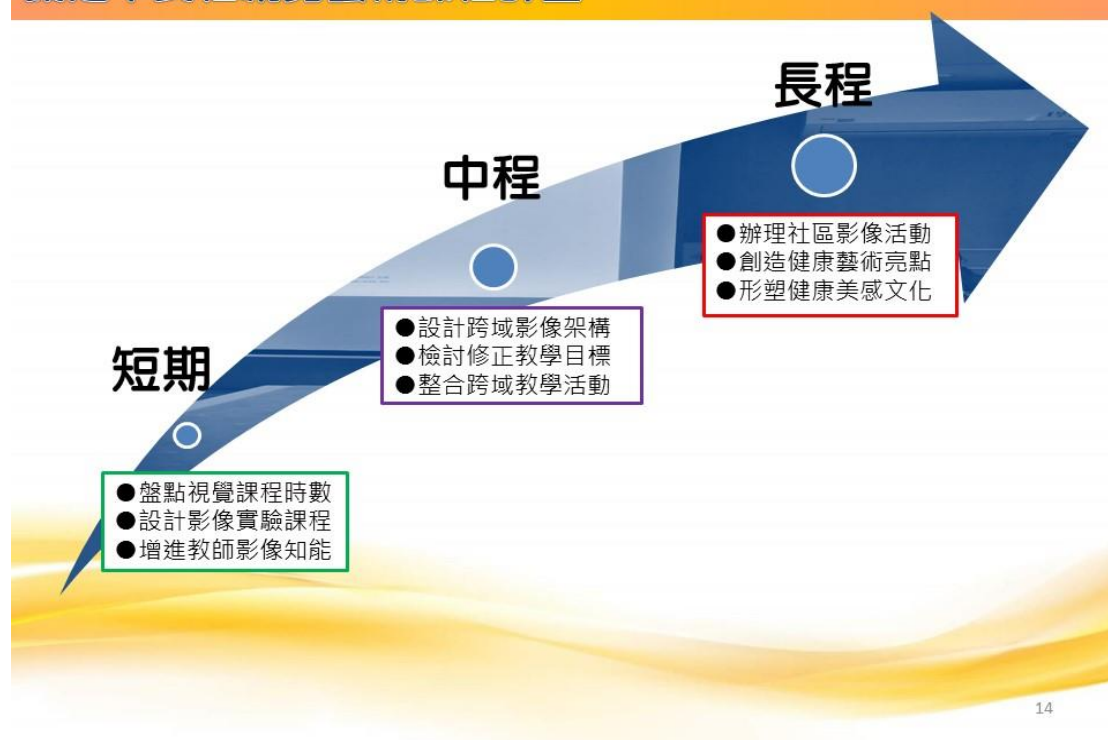 短期
●盤點視覺課程時數
●設計影像實驗課程
●增進教師影像知能
中程
●設計跨域影像架構
●檢討修正教學目標
●整合跨域教學活動
長程
●辦理社區影像活動
●創造健康藝術亮點
●形塑健康美感文化
14